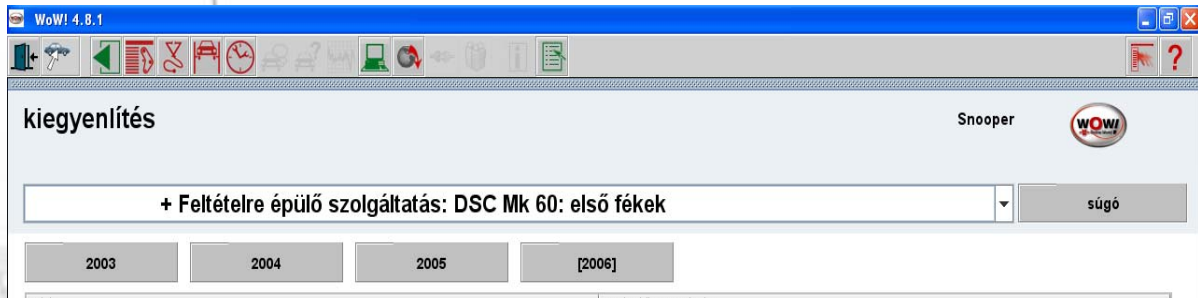 WoW! 4.8.1
kiegyenlítés
Snooper
WOW!
+ Feltételre épülő szolgáltatás: DSC Mk 60: első fékek
súgó
2003 2004 2005 [2006]